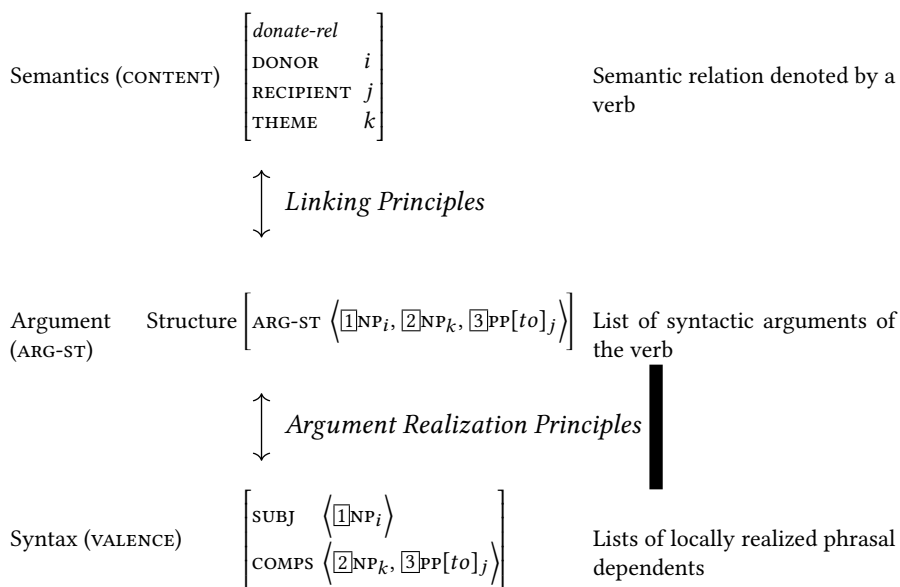 donate-rel
DONOR i
Semantics (CONTENT) RECIPIENT j Semantic relation denoted by a
THEME k verb
Linking Principles
Argument Structure [ARG-ST ⟨1NPᵢ, 2NPₖ, 3PP[to]ⱼ⟩] List of syntactic arguments of
(ARG-ST) the verb
Argument Realization Principles
SUBJ ⟨1NPᵢ⟩
Syntax (VALENCE) COMPS ⟨2NPₖ, 3PP[to]ⱼ⟩ Lists of locally realized phrasal
dependents